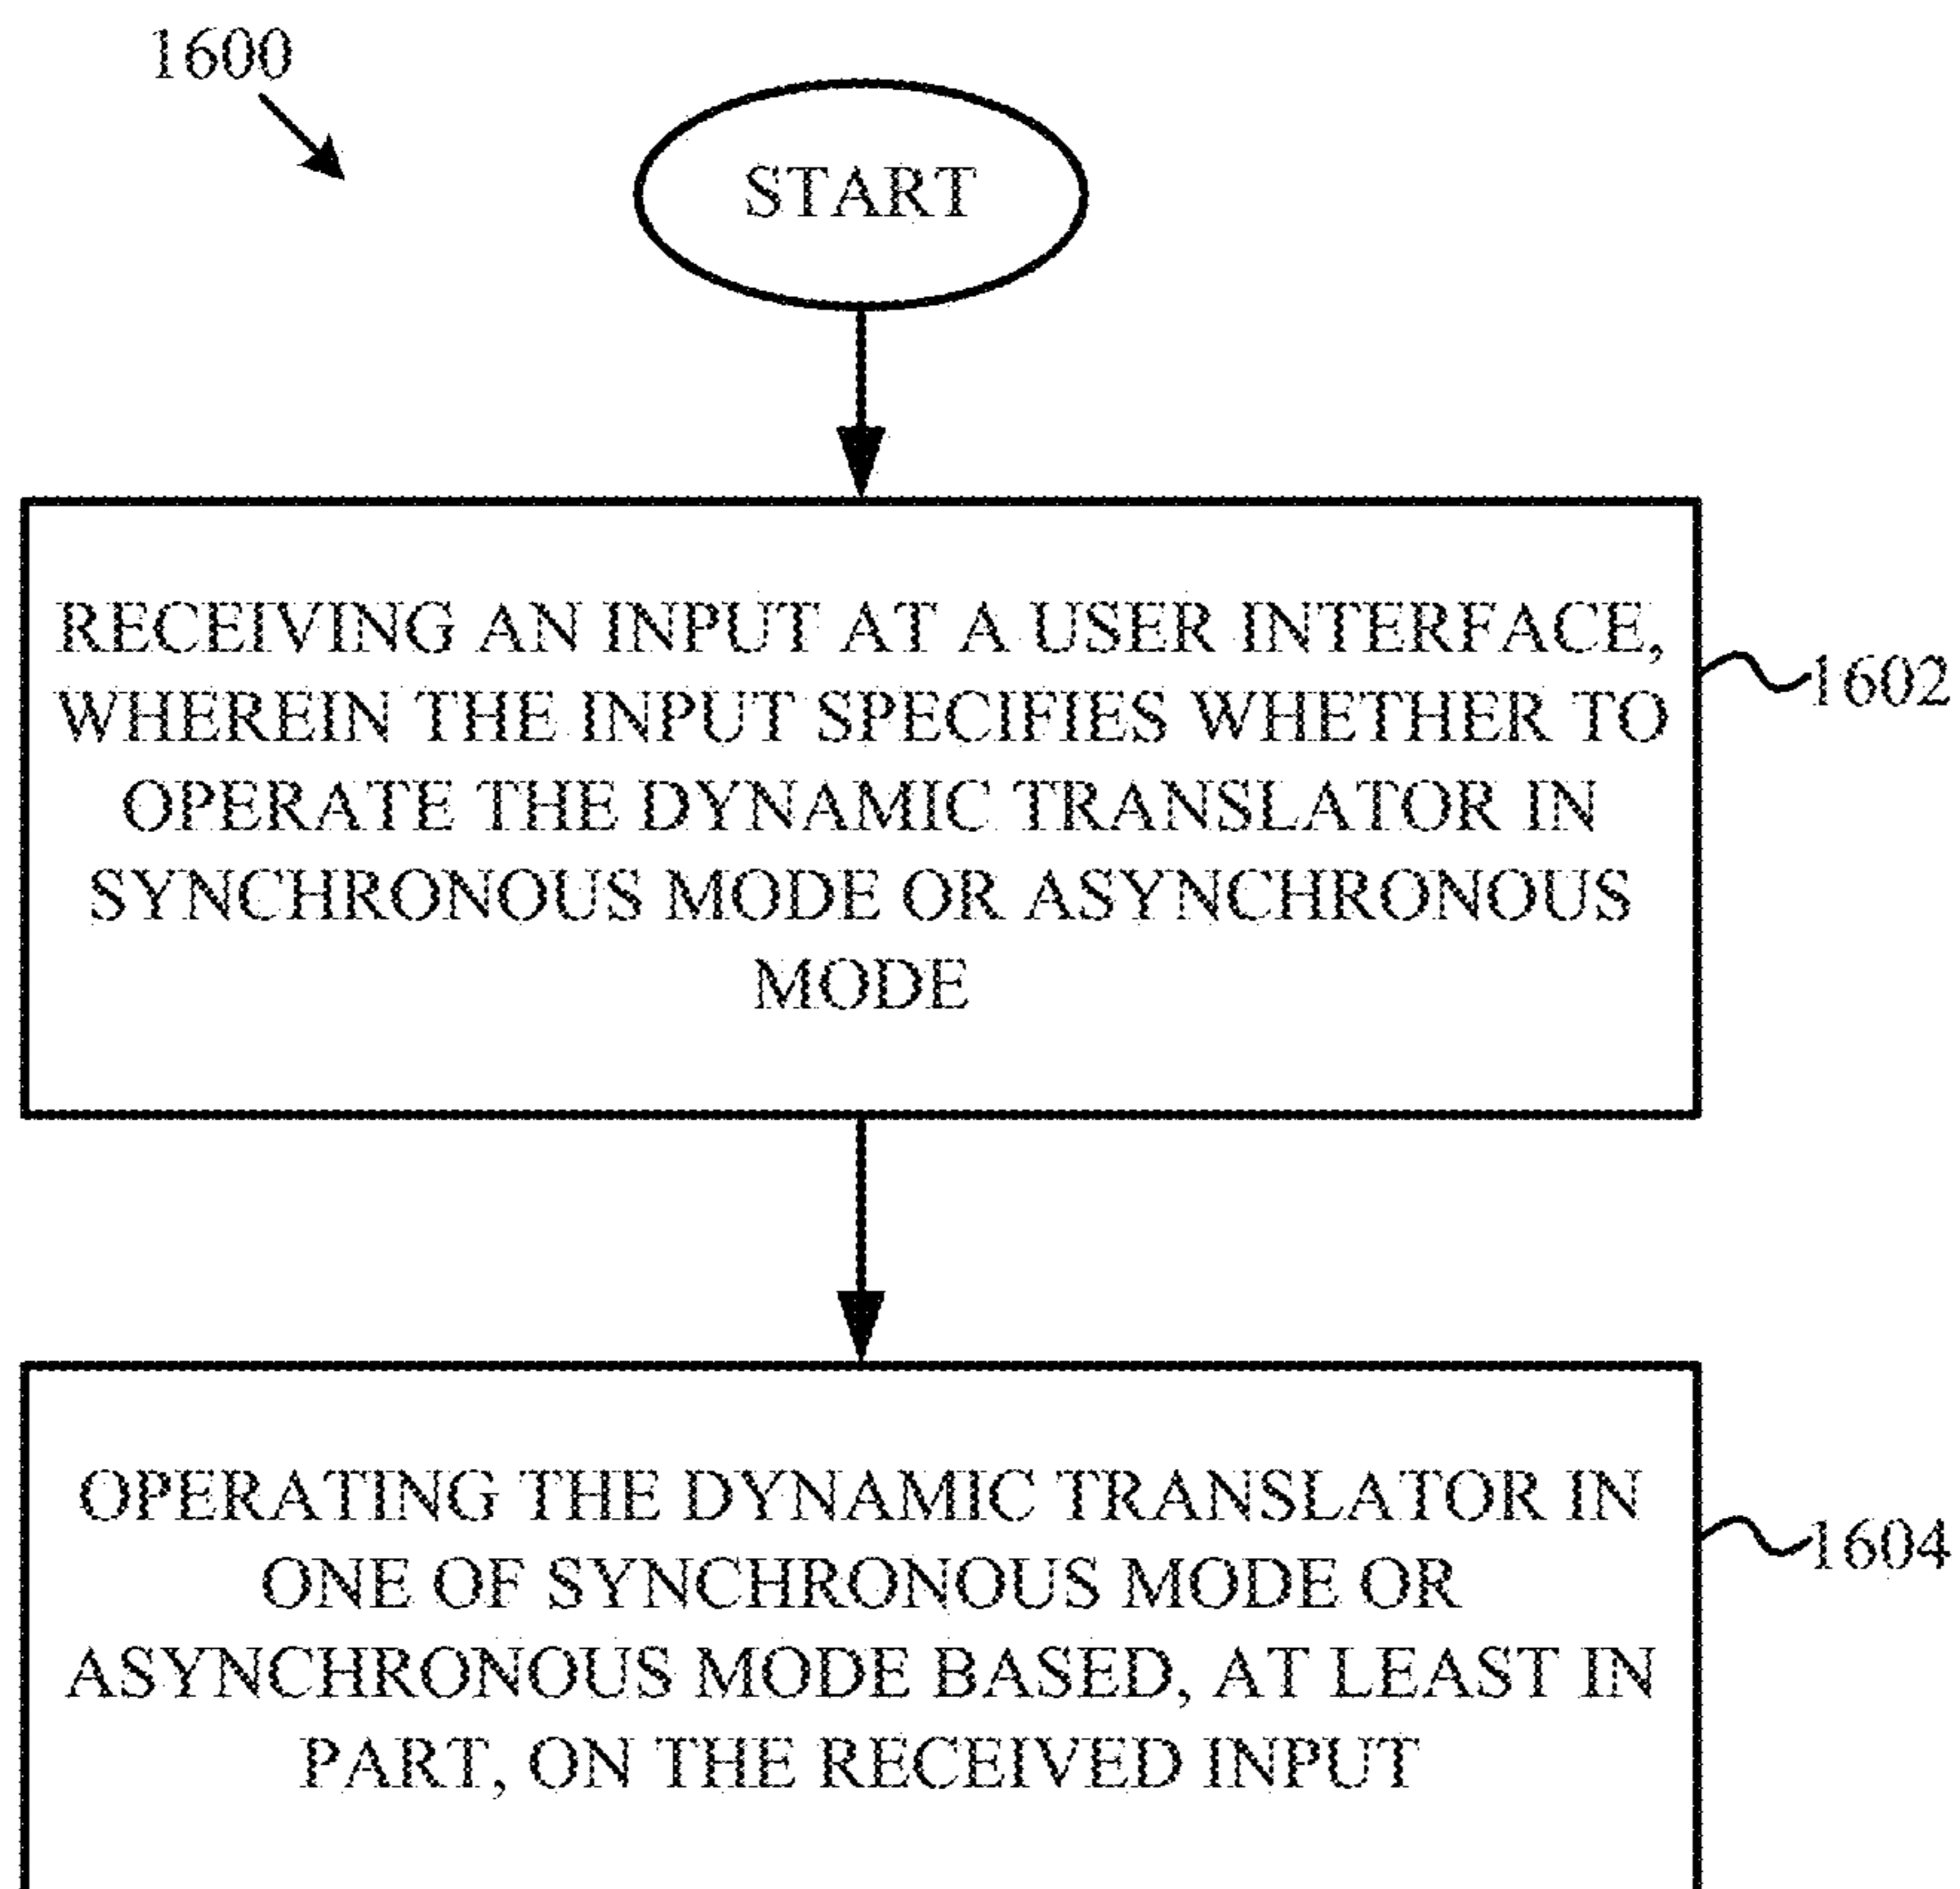 1600
START
RECEIVING AN INPUT AT A USER INTERFACE,
WHEREIN THE INPUT SPECIFIES WHETHER TO
OPERATE THE DYNAMIC TRANSLATOR IN
SYNCHRONOUS MODE OR ASYNCHRONOUS
MODE
1602
OPERATING THE DYNAMIC TRANSLATOR IN
ONE OF SYNCHRONOUS MODE OR
ASYNCHRONOUS MODE BASED, AT LEAST IN
PART, ON THE RECEIVED INPUT
1604